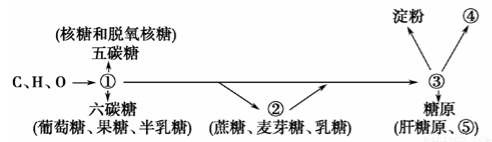 (核糖和脱氧核糖)
五碳糖
C、H、O
①
六碳糖
(葡萄糖、果糖、半乳糖)
②
(蔗糖、麦芽糖、乳糖)
淀粉
④
③
糖原
(肝糖原、⑤)